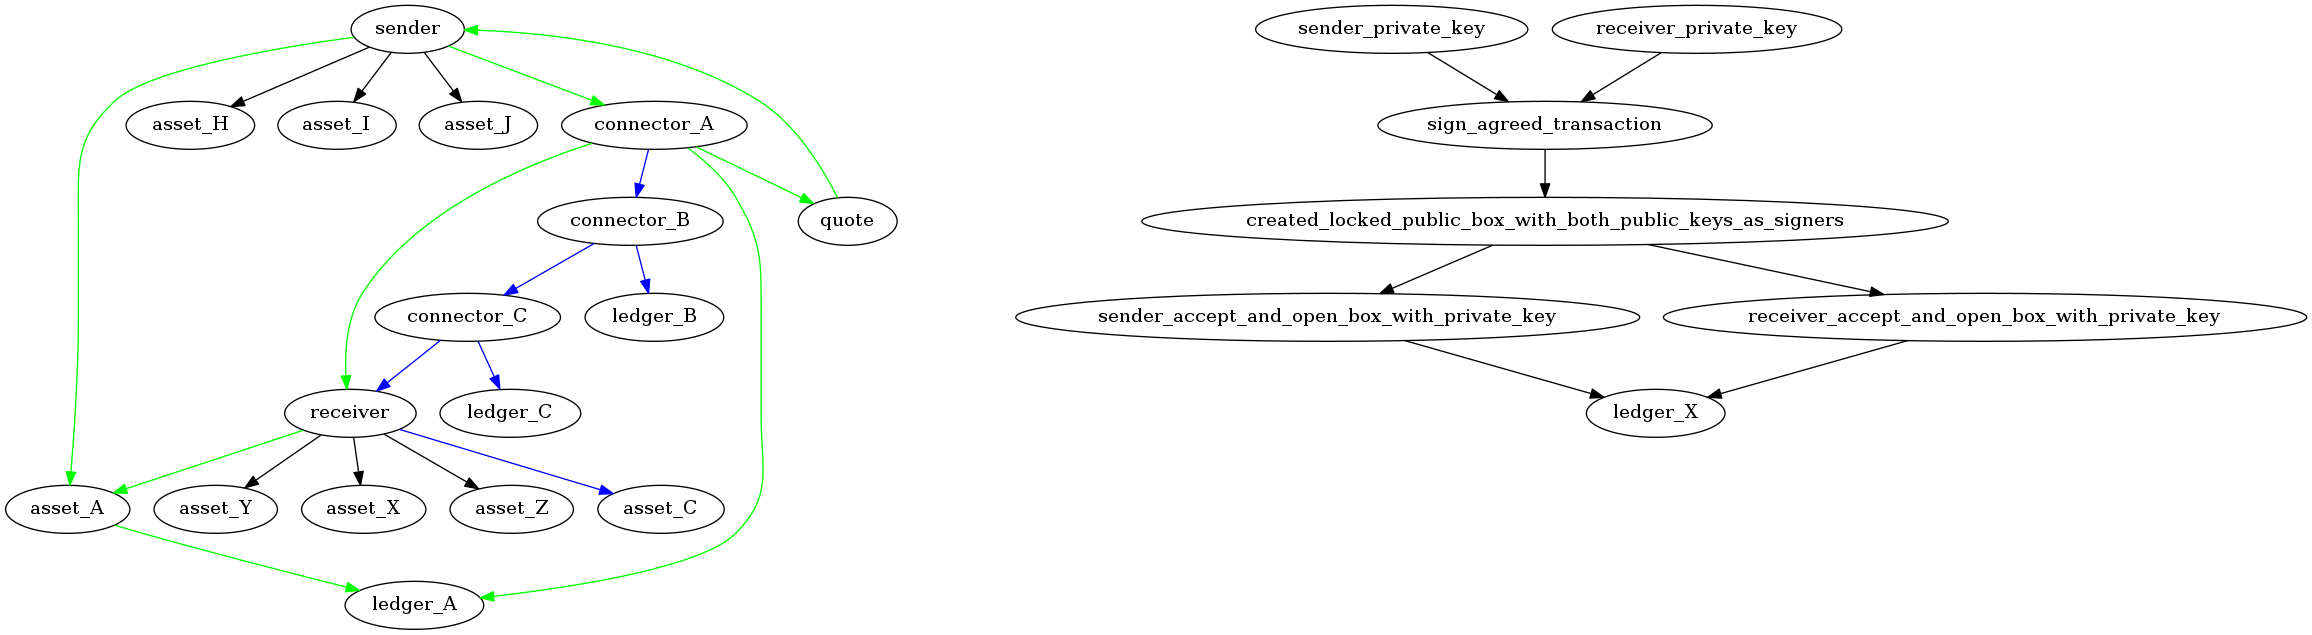 sender
sender_private_key
receiver_private_key
asset_H
asset_I
asset_J
connector_A
sign_agreed_transaction
connector_B
quote
created_locked_public_box_with_both_public_keys_as_signers
connector_C
ledger_B
sender_accept_and_open_box_with_private_key
receiver_accept_and_open_box_with_private_key
receiver
ledger_C
ledger_X
asset_A
asset_Y
asset_X
asset_Z
asset_C
ledger_A